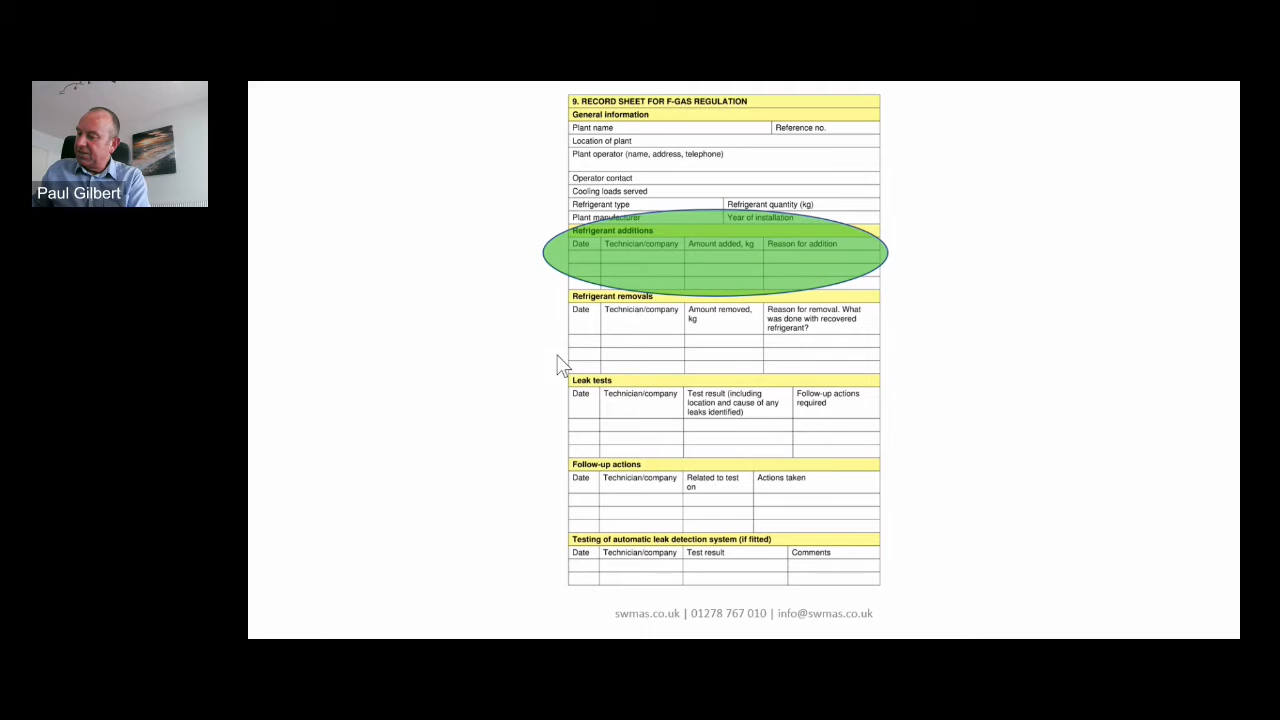 Paul Gilbert
9. RECORD SHEET FOR F-GAS REGULATION
General information
Plant name Reference no.
Location of plant
Plant operator (name, address, telephone)
Operator contact
Cooling loads served
Refrigerant type Refrigerant quantity (kg)
Plant manufacturer Year of installation
Refrigerant additions
Date Technician/company Amount added, kg Reason for addition
Refrigerant removals
Date Technician/company Amount removed, Reason for removal. What
kg was done with recovered
refrigerant?
Leak tests
Date Technician/company Test result (including Follow-up actions
location and cause of any required
leaks identified)
Follow-up actions
Date Technician/company Related to test Actions taken
on
Testing of automatic leak detection system (if fitted)
Date Technician/company Test result Comments
swmas.co.uk | 01278 767 010 | info@swmas.co.uk